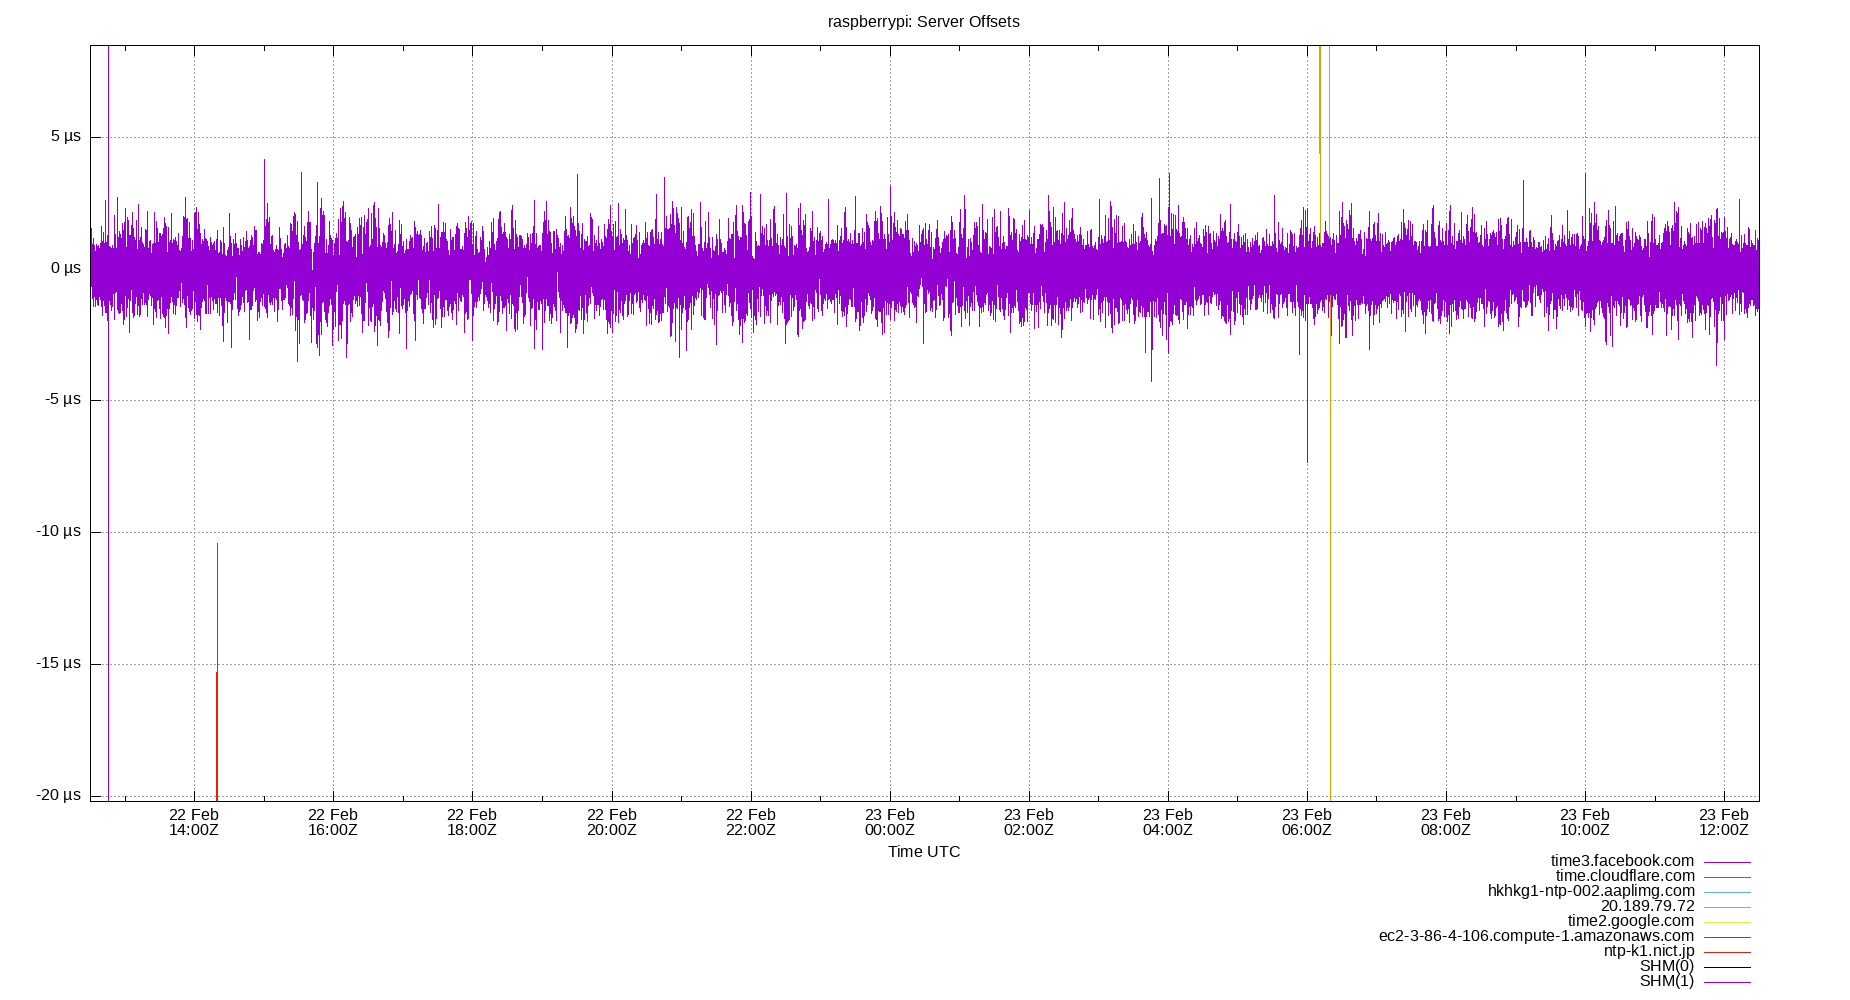 raspberrypi: Server Offsets
5 µs
0 µs
-5 µs
-10 µs
-15 µs
-20 µs
22 Feb 22 Feb 22 Feb 22 Feb 22 Feb 23 Feb 23 Feb 23 Feb 23 Feb 23 Feb 23 Feb 23 Feb
14:00Z 16:00Z 18:00Z 20:00Z 22:00Z 00:00Z 02:00Z 04:00Z 06:00Z 08:00Z 10:00Z 12:00Z
Time UTC
time3.facebook.com
time.cloudflare.com
hkhkg1-ntp-002.aaplimg.com
20.189.79.72
time2.google.com
ec2-3-86-4-106.compute-1.amazonaws.com
ntp-k1.nict.jp
SHM(0)
SHM(1)